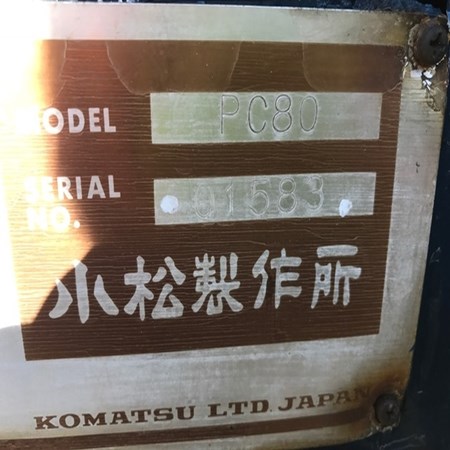 MODEL PC80
SERIAL
NO. 01583
小松製作所
KOMATSU LTD. JAPAN